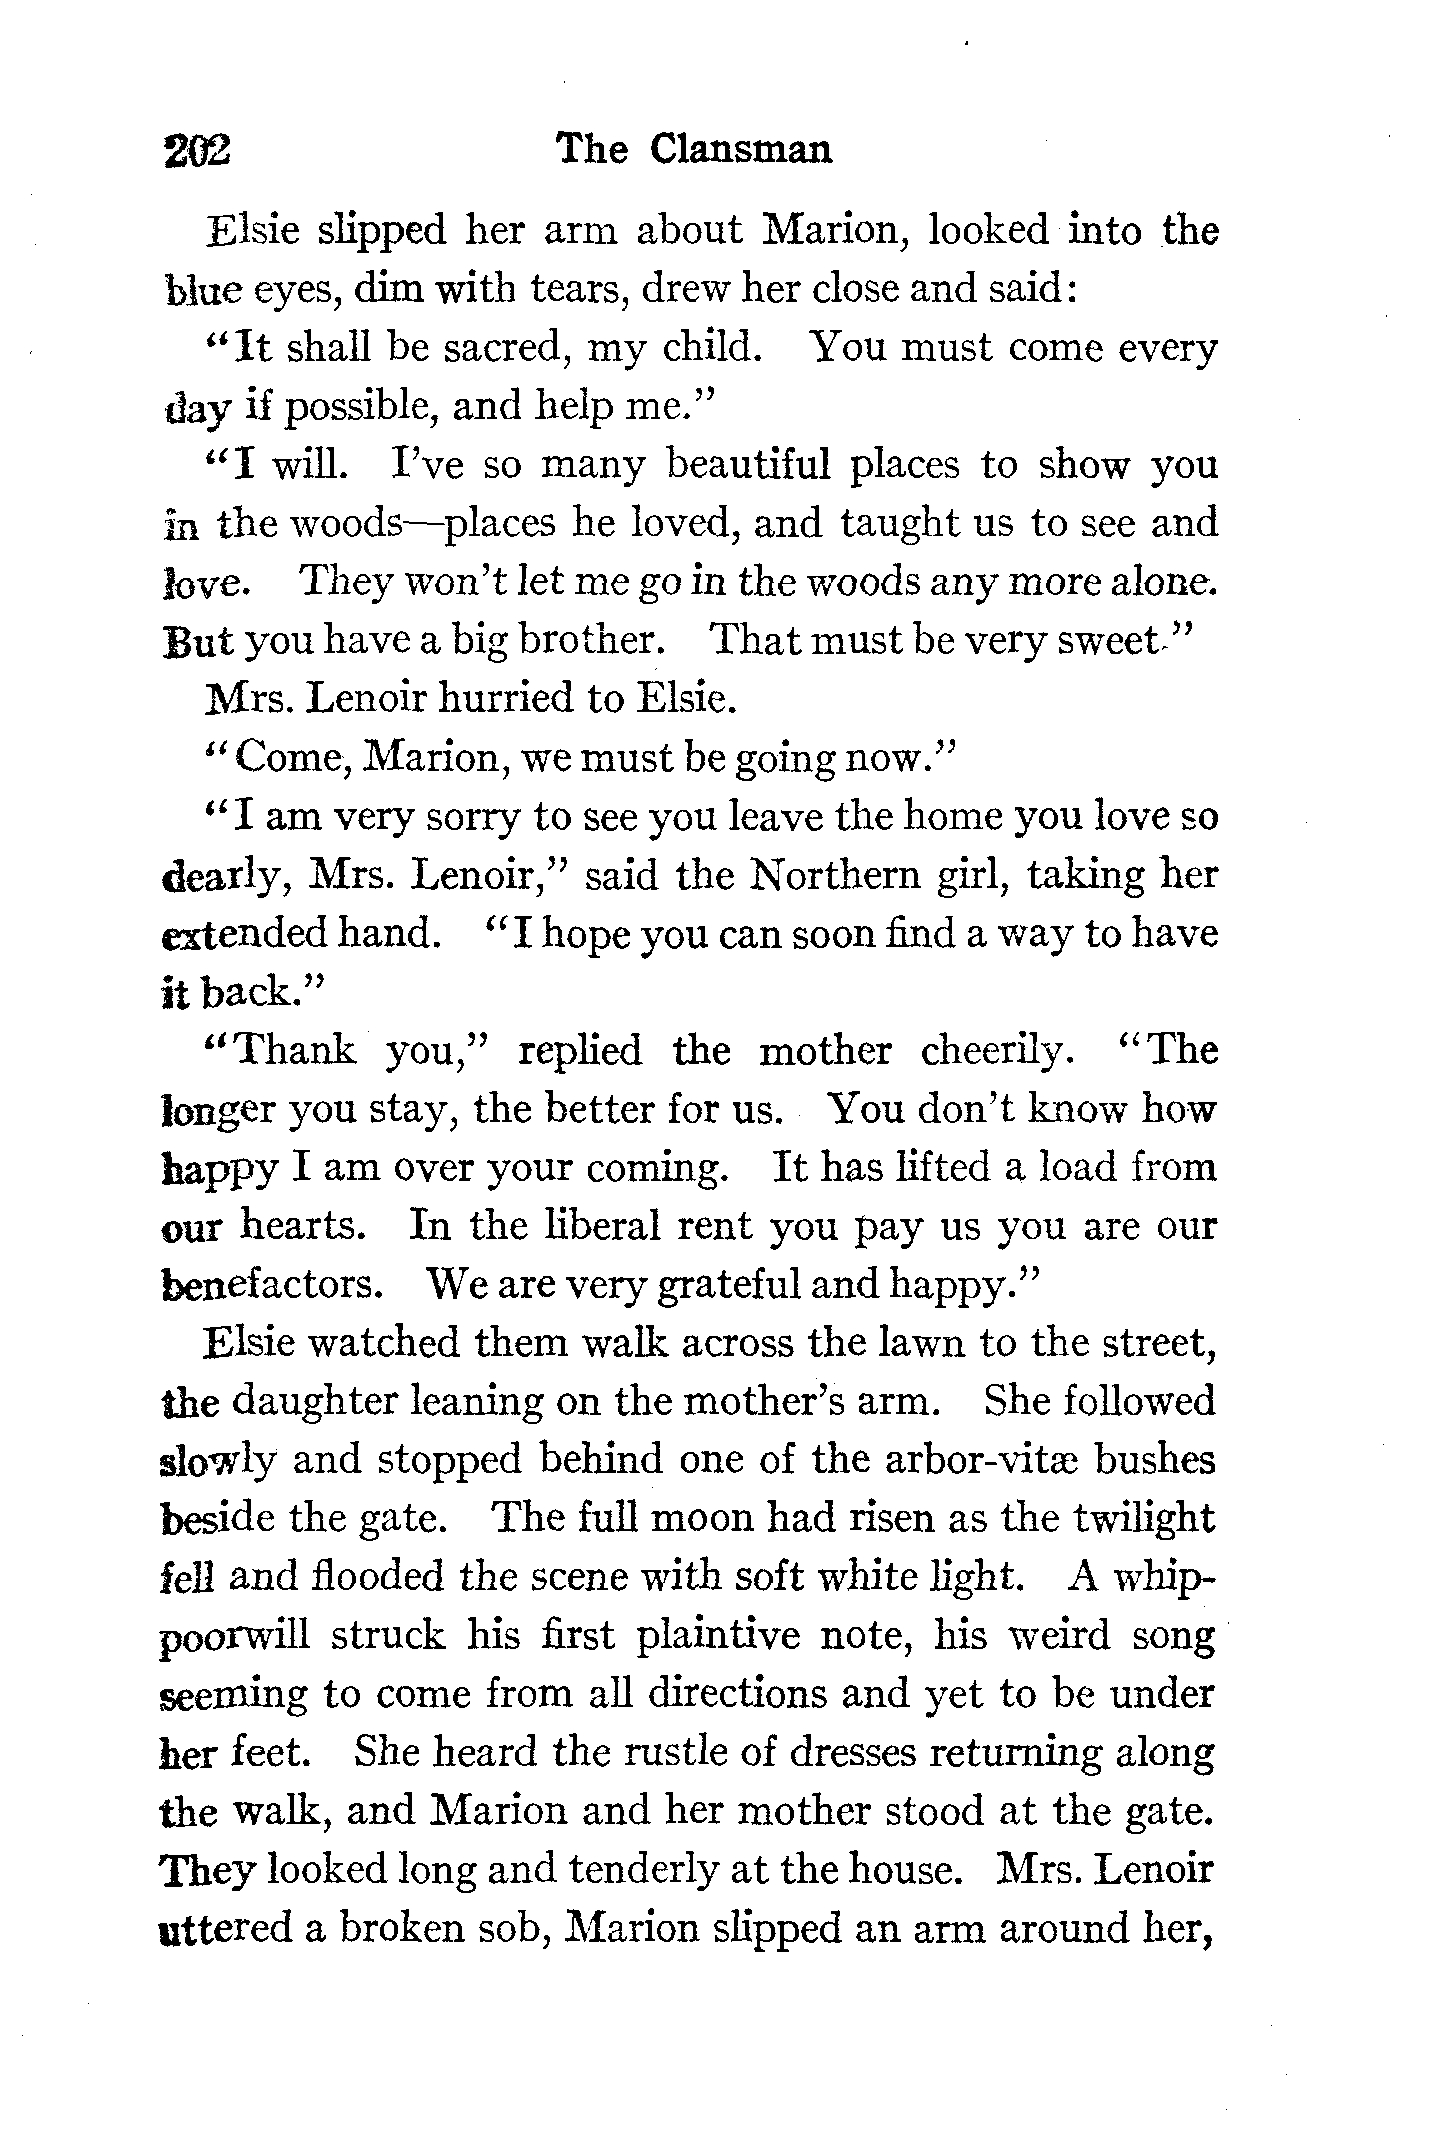 202 The Clansman
Elsie slipped her arm about Marion, looked into the
blue eyes, dim with tears, drew her close and said:
"It shall be sacred, my child. You must come every
day if possible, and help me."
"I will. I've so many beautiful places to show you
in the woods—places he loved, and taught us to see and
love. They won't let me go in the woods any more alone.
But you have a big brother. That must be very sweet."
Mrs. Lenoir hurried to Elsie.
"Come, Marion, we must be going now."
"I am very sorry to see you leave the home you love so
dearly, Mrs. Lenoir," said the Northern girl, taking her
extended hand. "I hope you can soon find a way to have
it back."
"Thank you," replied the mother cheerily. "The
longer you stay, the better for us. You don't know how
happy I am over your coming. It has lifted a load from
our hearts. In the liberal rent you pay us you are our
benefactors. We are very grateful and happy."
Elsie watched them walk across the lawn to the street,
the daughter leaning on the mother's arm. She followed
slowly and stopped behind one of the arbor-vitæ bushes
beside the gate. The full moon had risen as the twilight
fell and flooded the scene with soft white light. A whip-
poorwill struck his first plaintive note, his weird song
seeming to come from all directions and yet to be under
her feet. She heard the rustle of dresses returning along
the walk, and Marion and her mother stood at the gate.
They looked long and tenderly at the house. Mrs. Lenoir
uttered a broken sob, Marion slipped an arm around her,